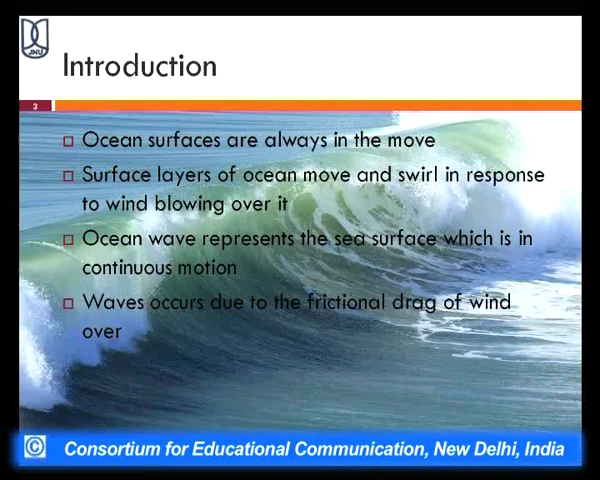 JNU
Introduction
3
Ocean surfaces are always in the move
Surface layers of ocean move and swirl in response
to wind blowing over it
Ocean wave represents the sea surface which is in
continuous motion
Waves occurs due to the frictional drag of wind
over
© Consortium for Educational Communication, New Delhi, India